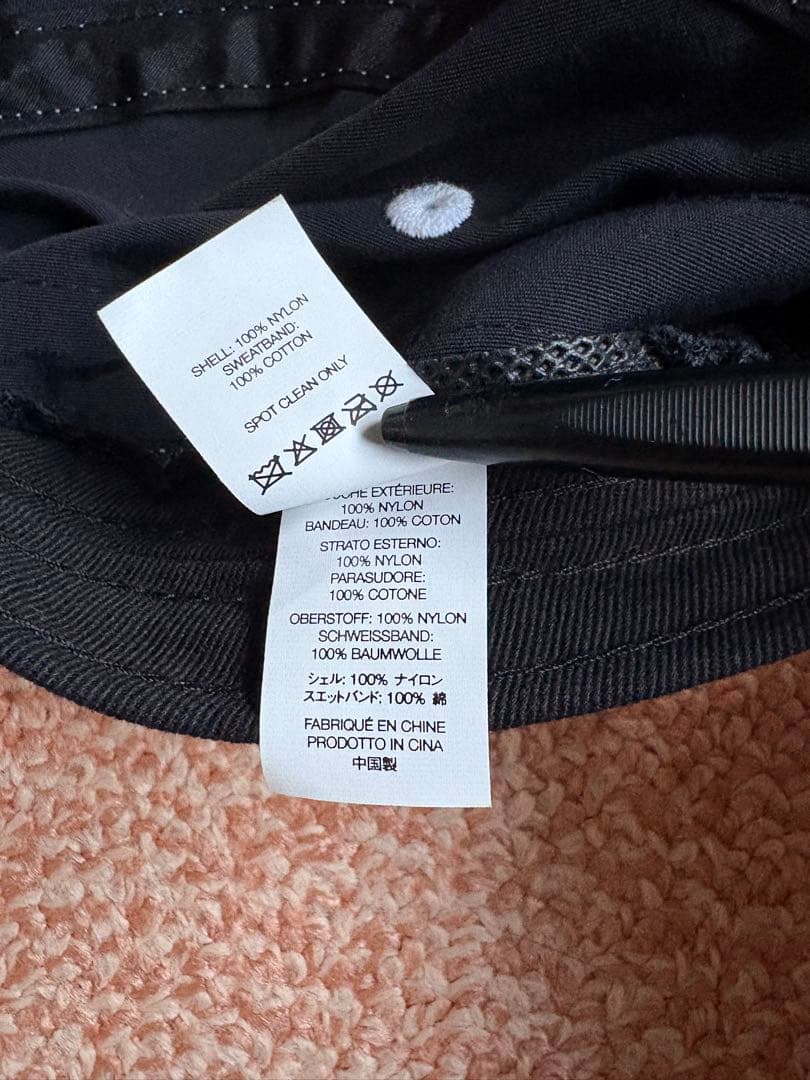 SHELL: 100% NYLON
SWEATBAND:
100% COTTON
SPOT CLEAN ONLY
EXTÉRIEURE:
100% NYLON
BANDEAU: 100% COTON
STRATO ESTERNO:
100% NYLON
PARASUDORE:
100% COTONE
OBERSTOFF: 100% NYLON
SCHWEISSBAND:
100% BAUMWOLLE
シェル: 100% ナイロン
スエットバンド: 100% 綿
FABRIQUÉ EN CHINE
PRODOTTO IN CINA
中国製